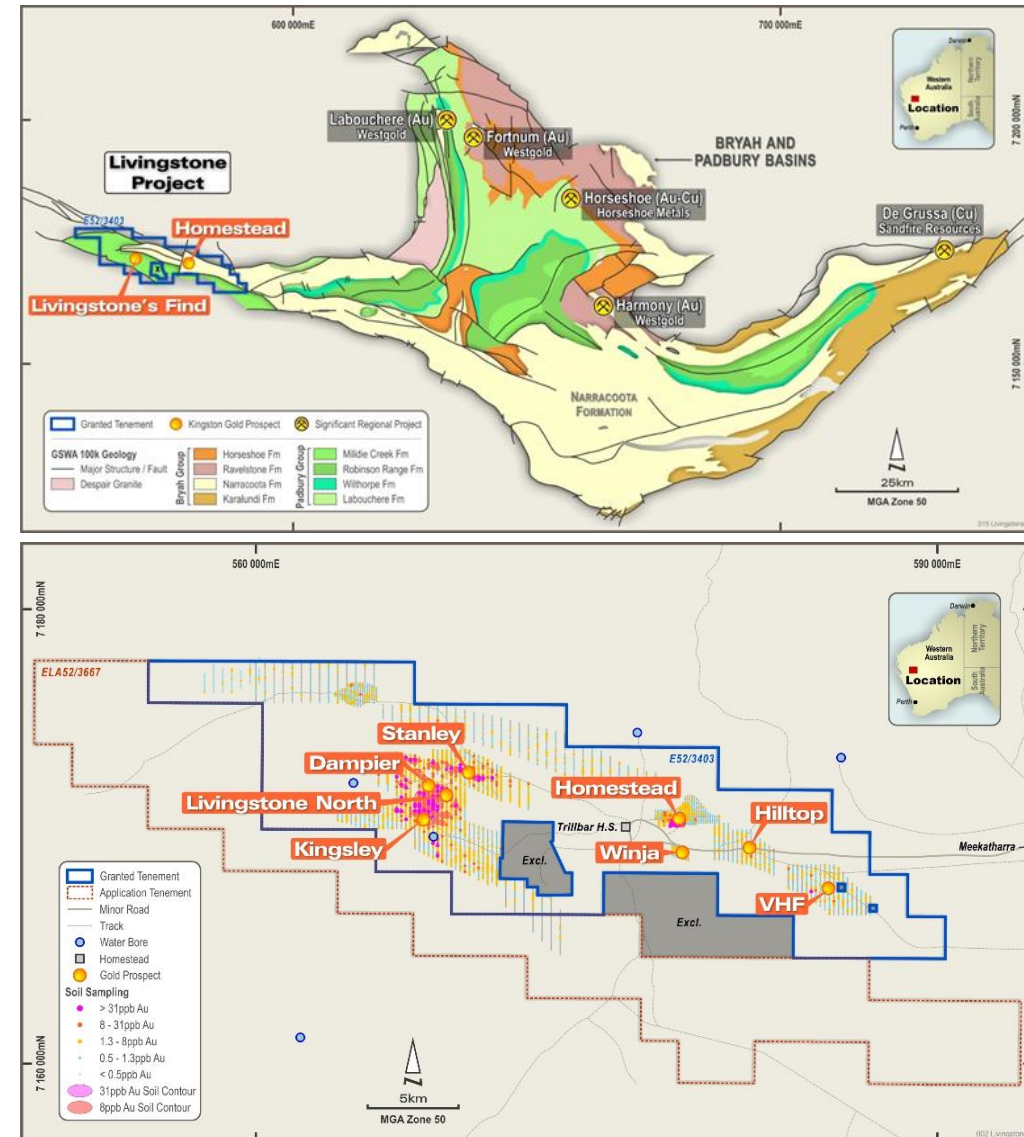 600 000mE
700 000mE
7 200 000mN
7 150 000mN
Darwin
Western
Australia
Northern
Territory
South
Australia
Location
Perth
Labouchere (Au)
Westgold
Fortnum (Au)
Westgold
BRYAH AND
PADBURY BASINS
Livingstone
Project
Horseshoe (Au-Cu)
Horseshoe Metals
De Grussa (Cu)
Sandfire Resources
E52/3403
Homestead
Livingstone's Find
Harmony (Au)
Westgold
NARRACOOTA
FORMATION
Granted Tenement
Kingston Gold Prospect
Significant Regional Project
GSWA 100k Geology
Major Structure / Fault
Despair Granite
Bryah Group
Horseshoe Fm
Ravelstone Fm
Narracoota Fm
Karalundi Fm
Padbury Group
Milidie Creek Fm
Robinson Range Fm
Wilthorpe Fm
Labouchere Fm
N
25km
MGA Zone 50
015 Livingstone
560 000mE
590 000mE
7 180 000mN
7 160 000mN
Darwin
Western
Australia
Northern
Territory
South
Australia
Location
Perth
ELA52/3667
Stanley
Dampier
Livingstone North
Kingsley
E52/3403
Homestead
Hilltop
Trillbar H.S.
Winja
Meekatharra
Excl.
VHF
Excl.
Granted Tenement
Application Tenement
Minor Road
Track
Water Bore
Homestead
Gold Prospect
Soil Sampling
> 31ppb Au
8 - 31ppb Au
1.3 - 8ppb Au
0.5 - 1.3ppb Au
< 0.5ppb Au
31ppb Au Soil Contour
8ppb Au Soil Contour
N
5km
MGA Zone 50
002 Livingstone